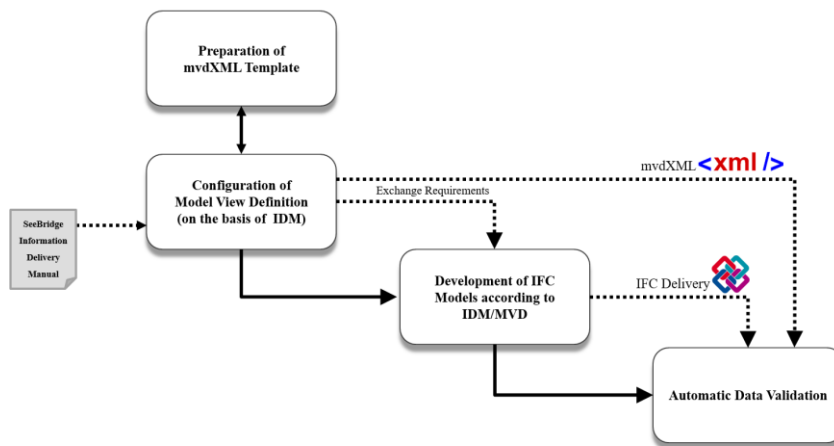 Preparation of
mvdXML Template
mvdXML <xml />
Configuration of
Model View Definition
(on the basis of IDM)
Exchange Requirements
SeeBridge
Information
Delivery
Manual
Development of IFC
Models according to
IDM/MVD
IFC Delivery
Automatic Data Validation